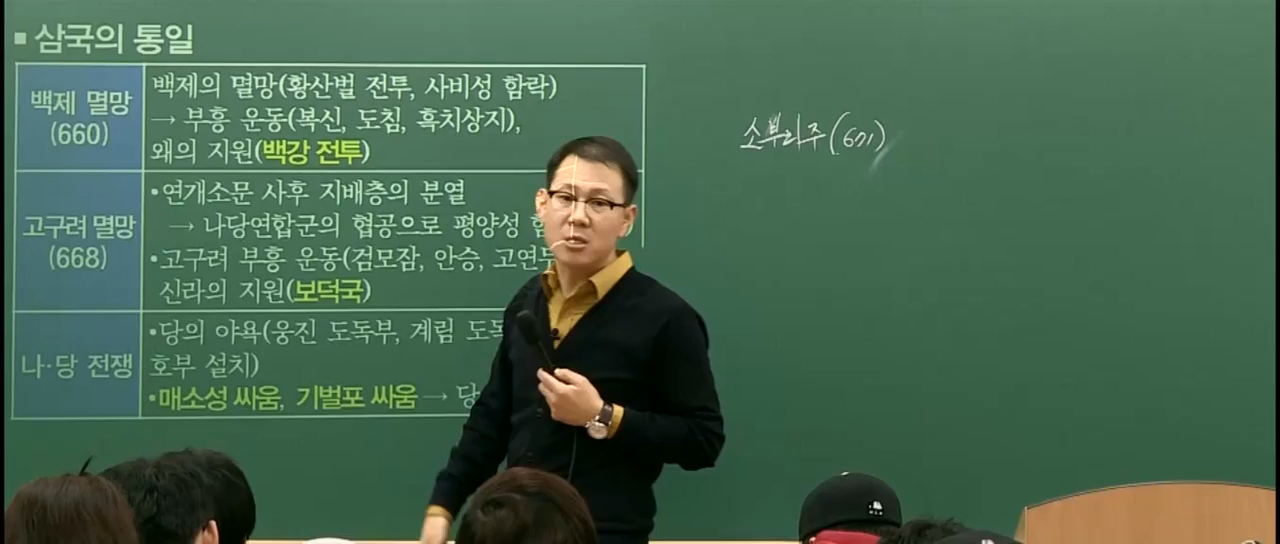 ▪ 삼국의 통일
백제 멸망
(660)
백제의 멸망(황산벌 전투, 사비성 함락)
→ 부흥 운동(복신, 도침, 흑치상지),
왜의 지원(백강 전투)
고구려 멸망
(668)
•연개소문 사후 지배층의 분열
→ 나당연합군의 협공으로 평양성
•고구려 부흥 운동(검모잠, 안승, 고연무
신라의 지원(보덕국)
나·당 전쟁
•당의 야욕(웅진 도독부, 계림 도독
호부 설치)
•매소성 싸움, 기벌포 싸움 → 당
소부리주(671)